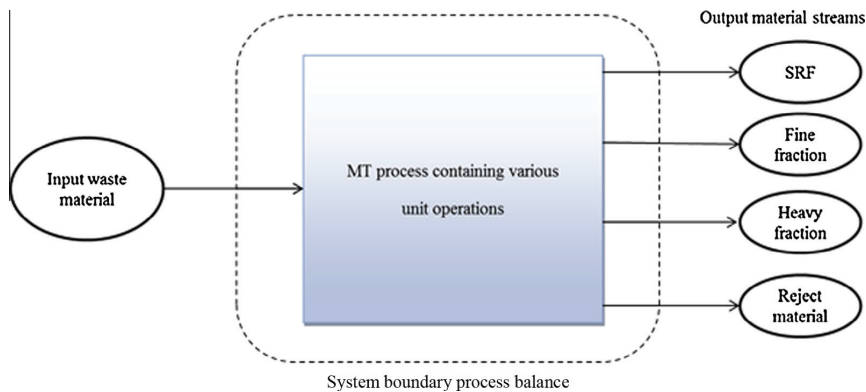 Output material streams
SRF
Fine
fraction
Input waste
material
MT process containing various
unit operations
Heavy
fraction
Reject
material
System boundary process balance